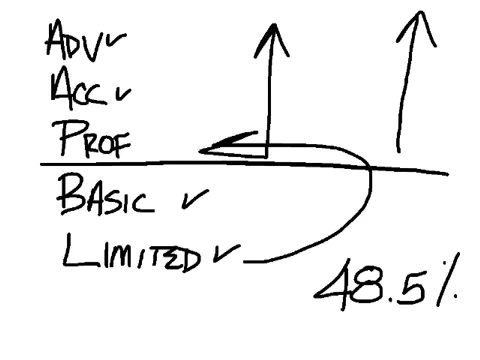 ADV ✓
ACC ✓
PROF
BASIC ✓
LIMITED ✓
48.5%